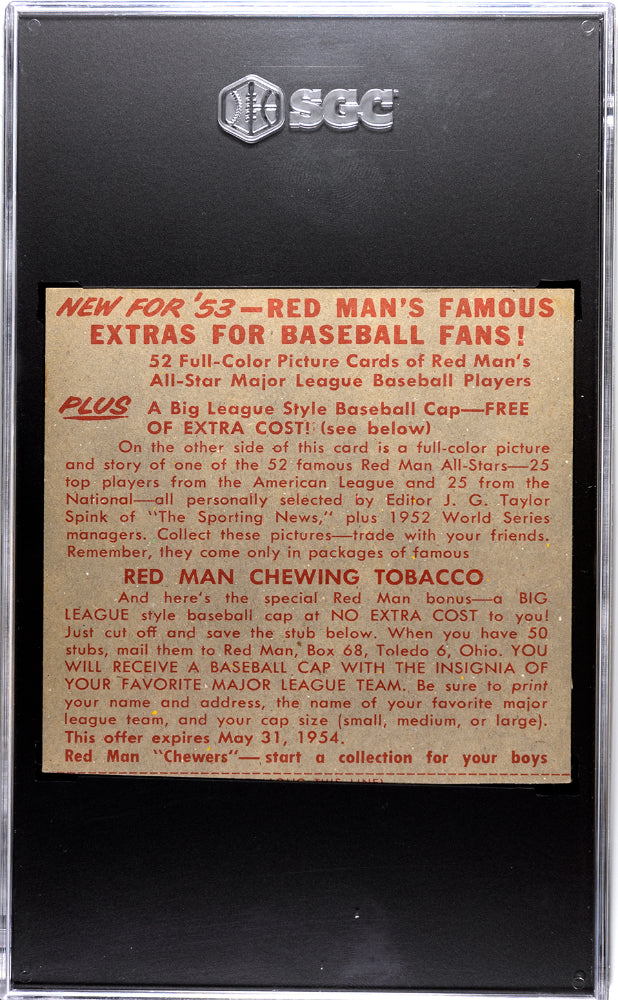 SGC
NEW FOR '53—RED MAN'S FAMOUS
EXTRAS FOR BASEBALL FANS!
52 Full-Color Picture Cards of Red Man's
All-Star Major League Baseball Players
PLUS A Big League Style Baseball Cap—FREE
OF EXTRA COST! (see below)
On the other side of this card is a full-color picture
and story of one of the 52 famous Red Man All-Stars—25
top players from the American League and 25 from the
National—all personally selected by Editor J. G. Taylor
Spink of "The Sporting News," plus 1952 World Series
managers. Collect these pictures—trade with your friends.
Remember, they come only in packages of famous
RED MAN CHEWING TOBACCO
And here's the special Red Man bonus—a BIG
LEAGUE style baseball cap at NO EXTRA COST to you!
Just cut off and save the stub below. When you have 50
stubs, mail them to Red Man, Box 68, Toledo 6, Ohio. YOU
WILL RECEIVE A BASEBALL CAP WITH THE INSIGNIA OF
YOUR FAVORITE MAJOR LEAGUE TEAM. Be sure to print
your name and address, the name of your favorite major
league team, and your cap size (small, medium, or large).
This offer expires May 31, 1954.
Red Man "Chewers"—start a collection for your boys